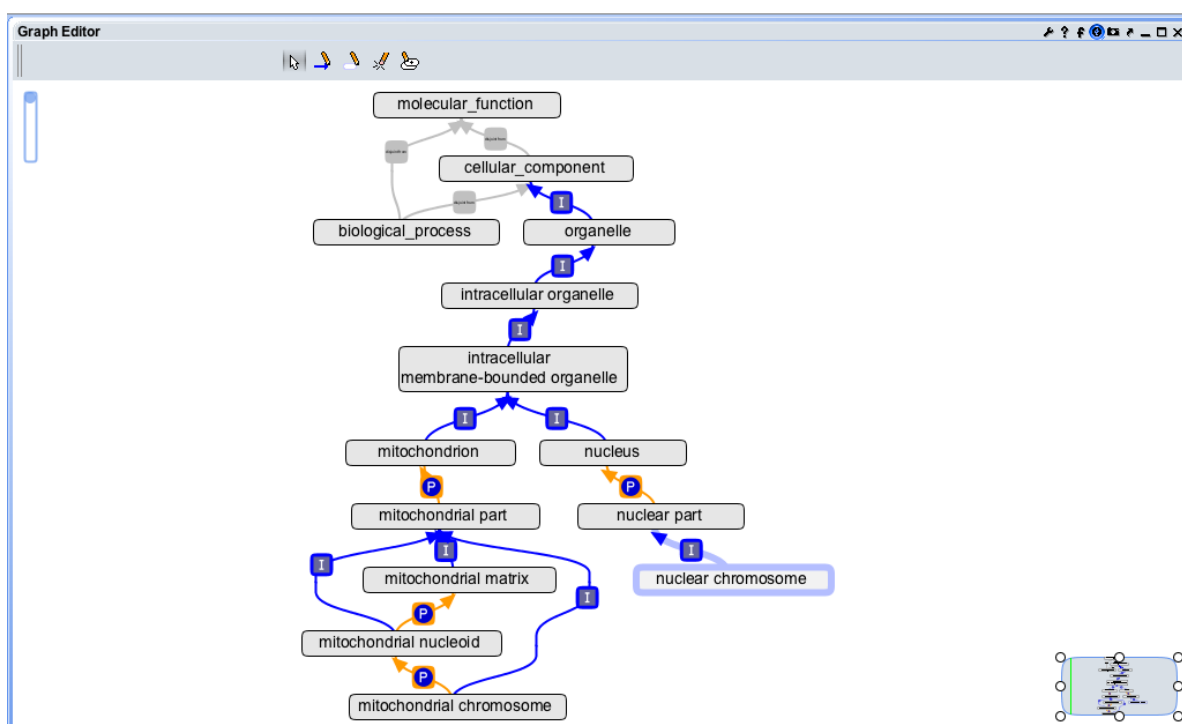 Graph Editor
molecular_function
cellular_component
I
biological_process
organelle
I
intracellular organelle
I
intracellular
membrane-bounded organelle
I
I
mitochondrion
nucleus
P
P
mitochondrial part
nuclear part
I
I
I
mitochondrial matrix
nuclear chromosome
I
P
mitochondrial nucleoid
P
mitochondrial chromosome